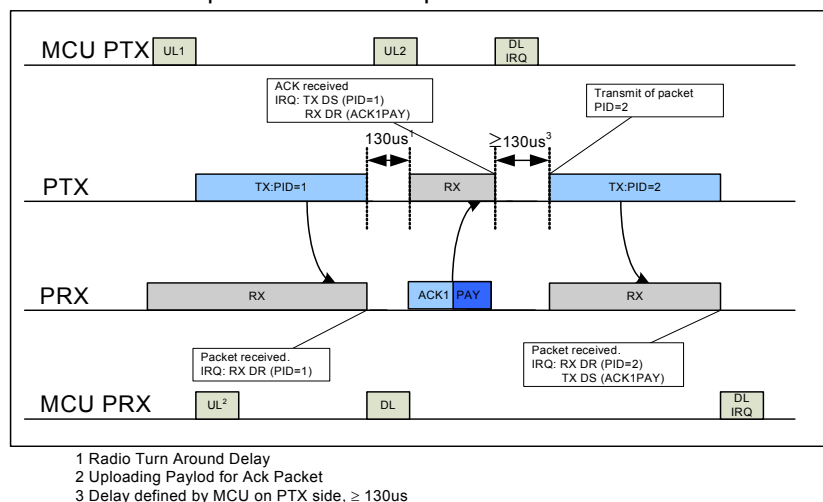 MCU PTX
UL1
UL2
DL
IRQ
ACK received
IRQ: TX DS (PID=1)
RX DR (ACK1PAY)
Transmit of packet
PID=2
130us1
≥130us3
PTX
TX:PID=1
RX
TX:PID=2
PRX
RX
ACK1 PAY
RX
Packet received.
IRQ: RX DR (PID=1)
Packet received.
IRQ: RX DR (PID=2)
TX DS (ACK1PAY)
MCU PRX
UL2
DL
DL
IRQ
1 Radio Turn Around Delay
2 Uploading Paylod for Ack Packet
3 Delay defined by MCU on PTX side, ≥ 130us